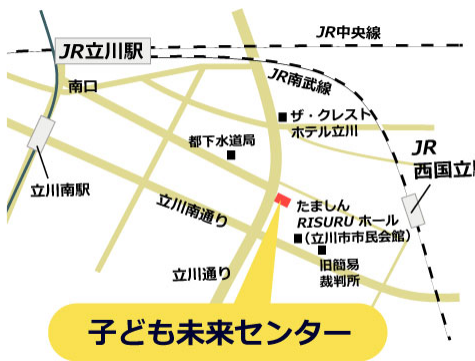 JR中央線
JR立川駅
JR南武線
南口
ザ・クレスト
ホテル立川
都下水道局
JR
西国立駅
立川南駅
たましん
RISURU ホール
(立川市市民会館)
立川南通り
旧簡易
裁判所
立川通り
子ども未来センター